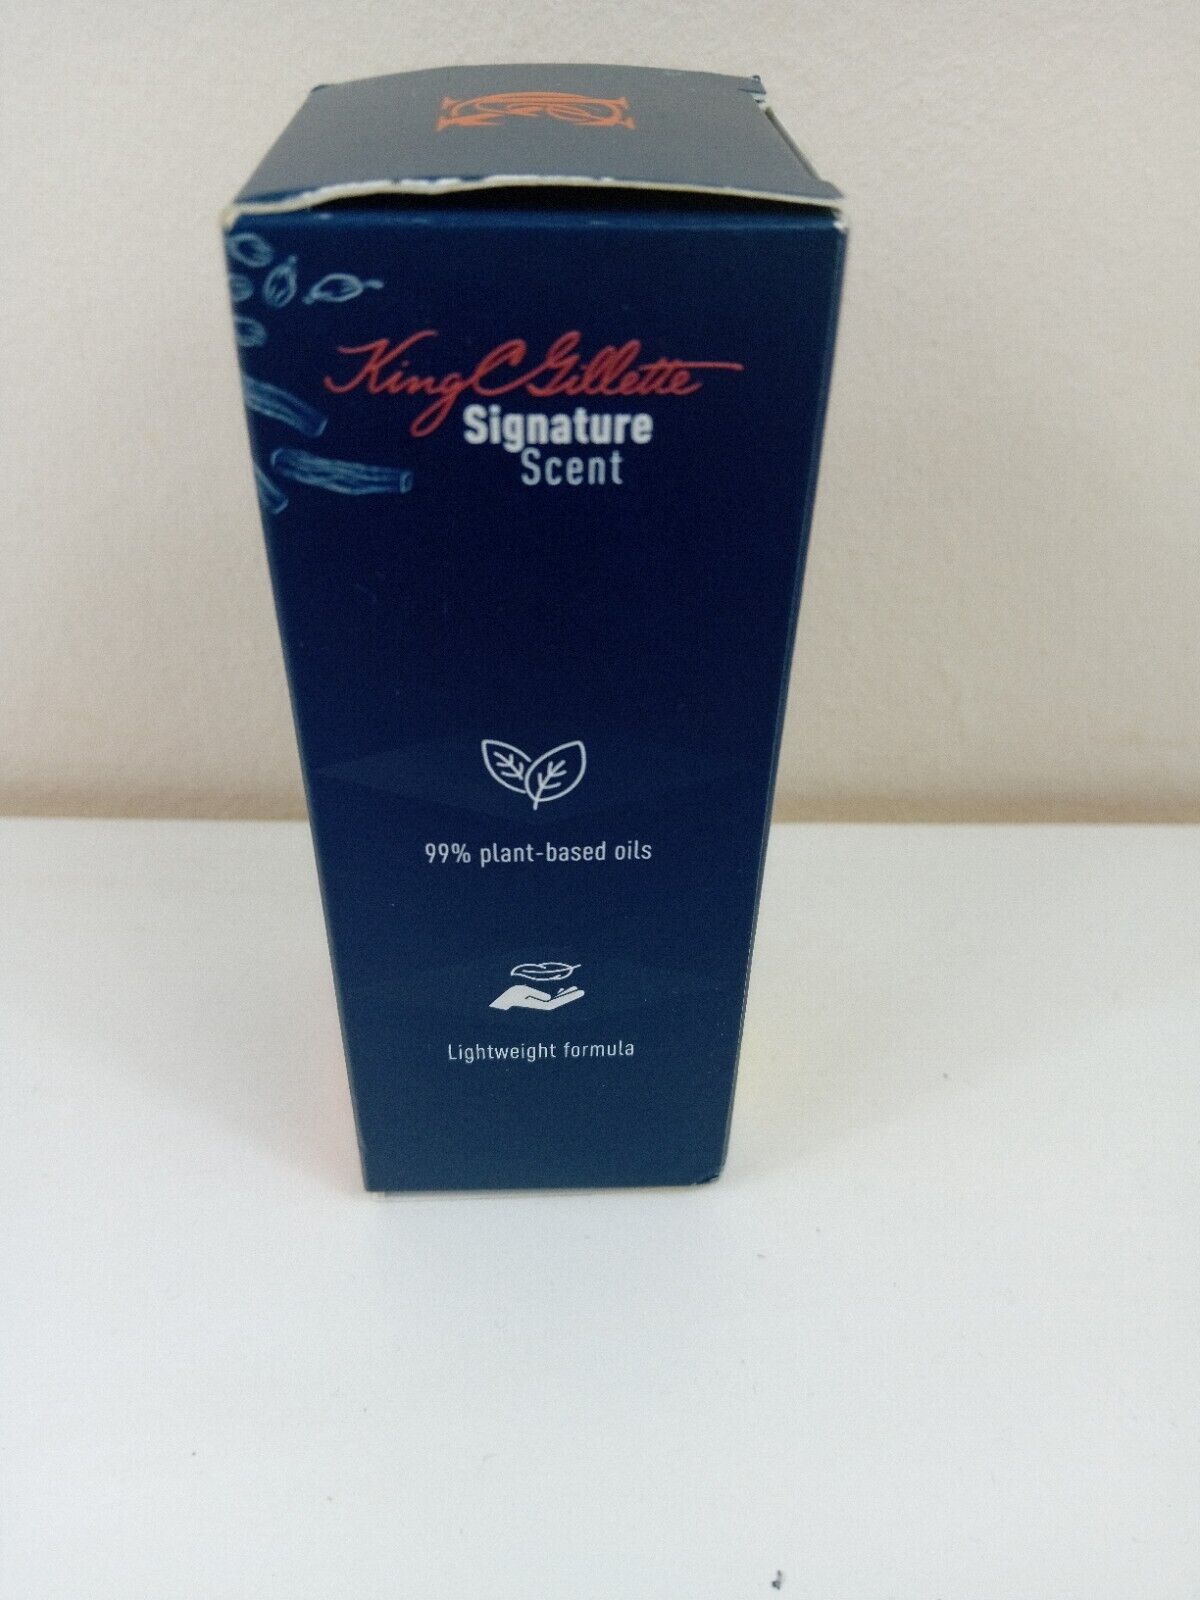 King C Gillette
Signature
Scent
99% plant-based oils
Lightweight formula